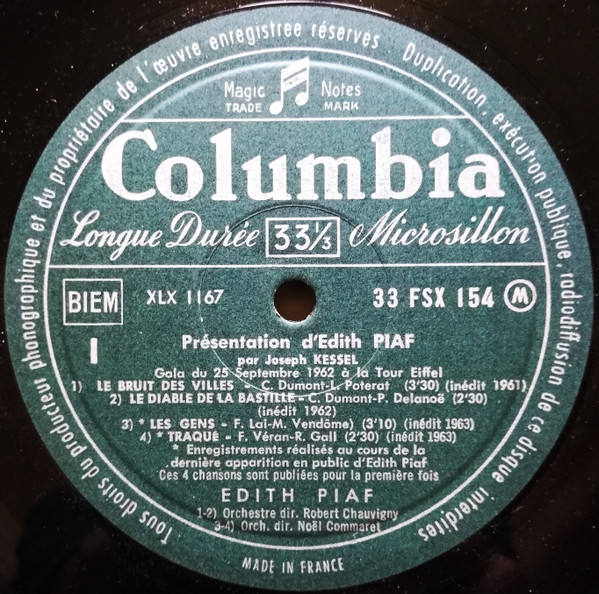 Tous droits du producteur phonographique et du propriétaire de l'œuvre enregistrée réservés
Duplication, exécution publique, radiodiffusion de ce disque interdites
Magic Notes
TRADE MARK
Columbia
Longue Durée 33⅓ Microsillon
BIEM XLX 1167 33 FSX 154 M
1
Présentation d'Edith PIAF
par Joseph KESSEL
Gala du 25 Septembre 1962 à la Tour Eiffel
1) LE BRUIT DES VILLES - C. Dumont-L. Poterat (3'30) (inédit 1961)
2) LE DIABLE DE LA BASTILLE - C. Dumont-P. Delanoë (2'30)
(inédit 1962)
3) * LES GENS - F. Laï-M. Vendôme) (3'10) (inédit 1963)
4) * TRAQUÉ - F. Véran-R. Gall (2'30) (inédit 1963)
* Enregistrements réalisés au cours de la
dernière apparition en public d'Edith Piaf
Ces 4 chansons sont publiées pour la première fois
EDITH PIAF
1-2) Orchestre dir. Robert Chauvigny
3-4) Orch. dir. Noël Commaret
MADE IN FRANCE